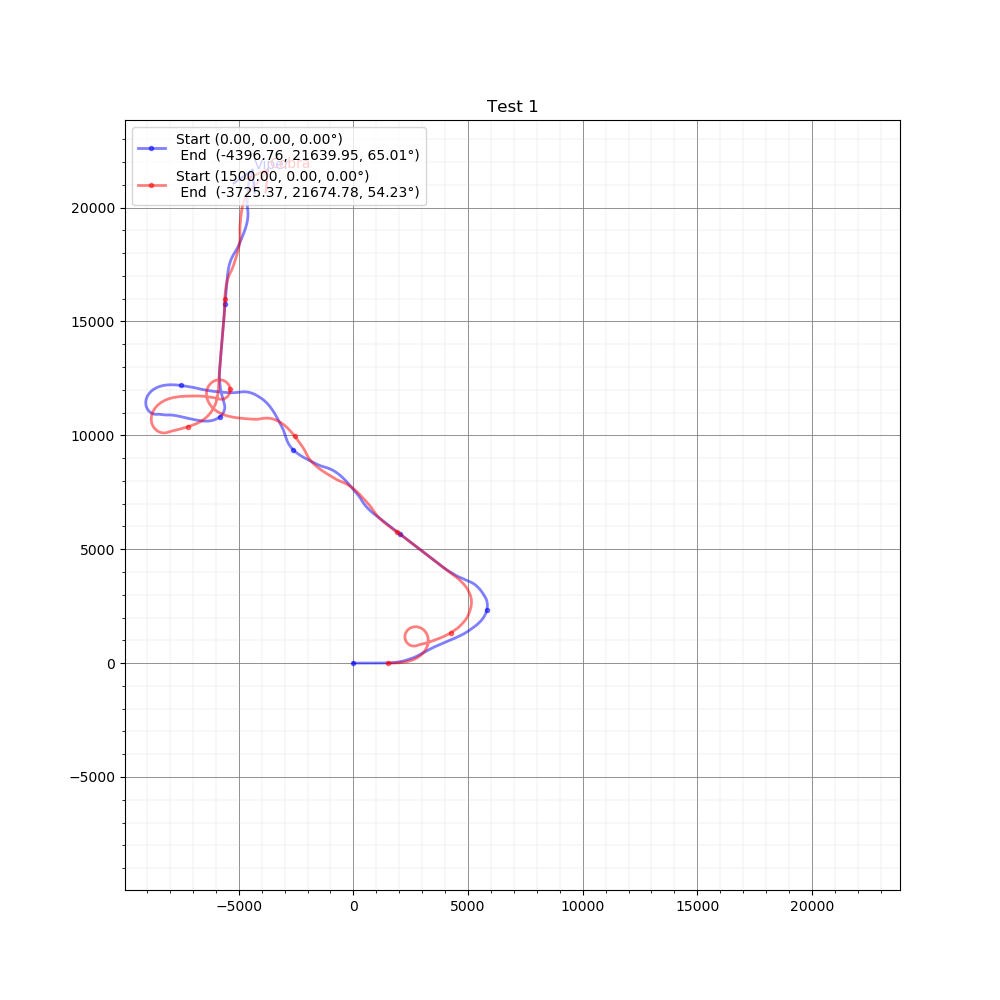 Test 1
Start (0.00, 0.00, 0.00°)
End (-4396.76, 21639.95, 65.01°)
Start (1500.00, 0.00, 0.00°)
End (-3725.37, 21674.78, 54.23°)
20000
15000
10000
5000
0
−5000
−5000 0 5000 10000 15000 20000